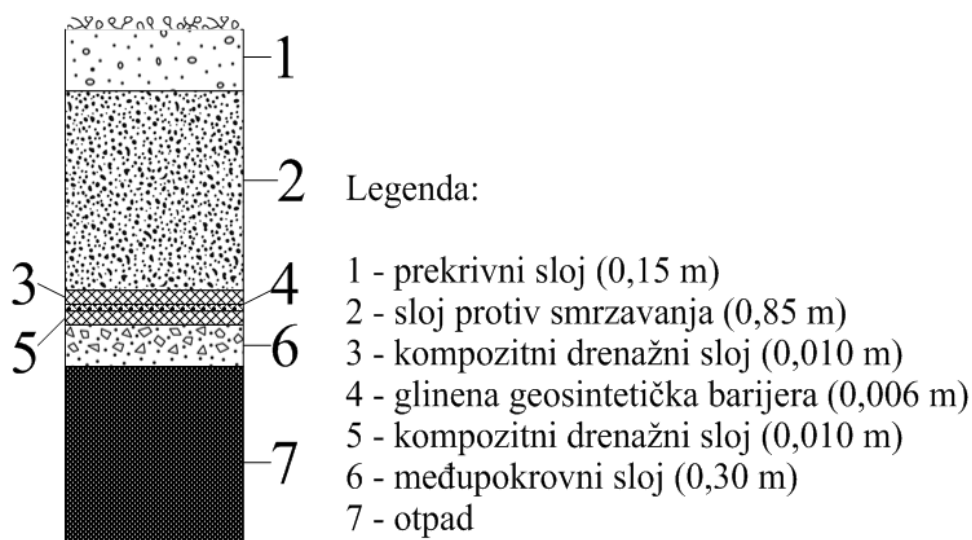 1
2
3
4
5
6
7
Legenda:
1 - prekrivni sloj (0,15 m)
2 - sloj protiv smrzavanja (0,85 m)
3 - kompozitni drenažni sloj (0,010 m)
4 - glinena geosintetička barijera (0,006 m)
5 - kompozitni drenažni sloj (0,010 m)
6 - međupokrovni sloj (0,30 m)
7 - otpad